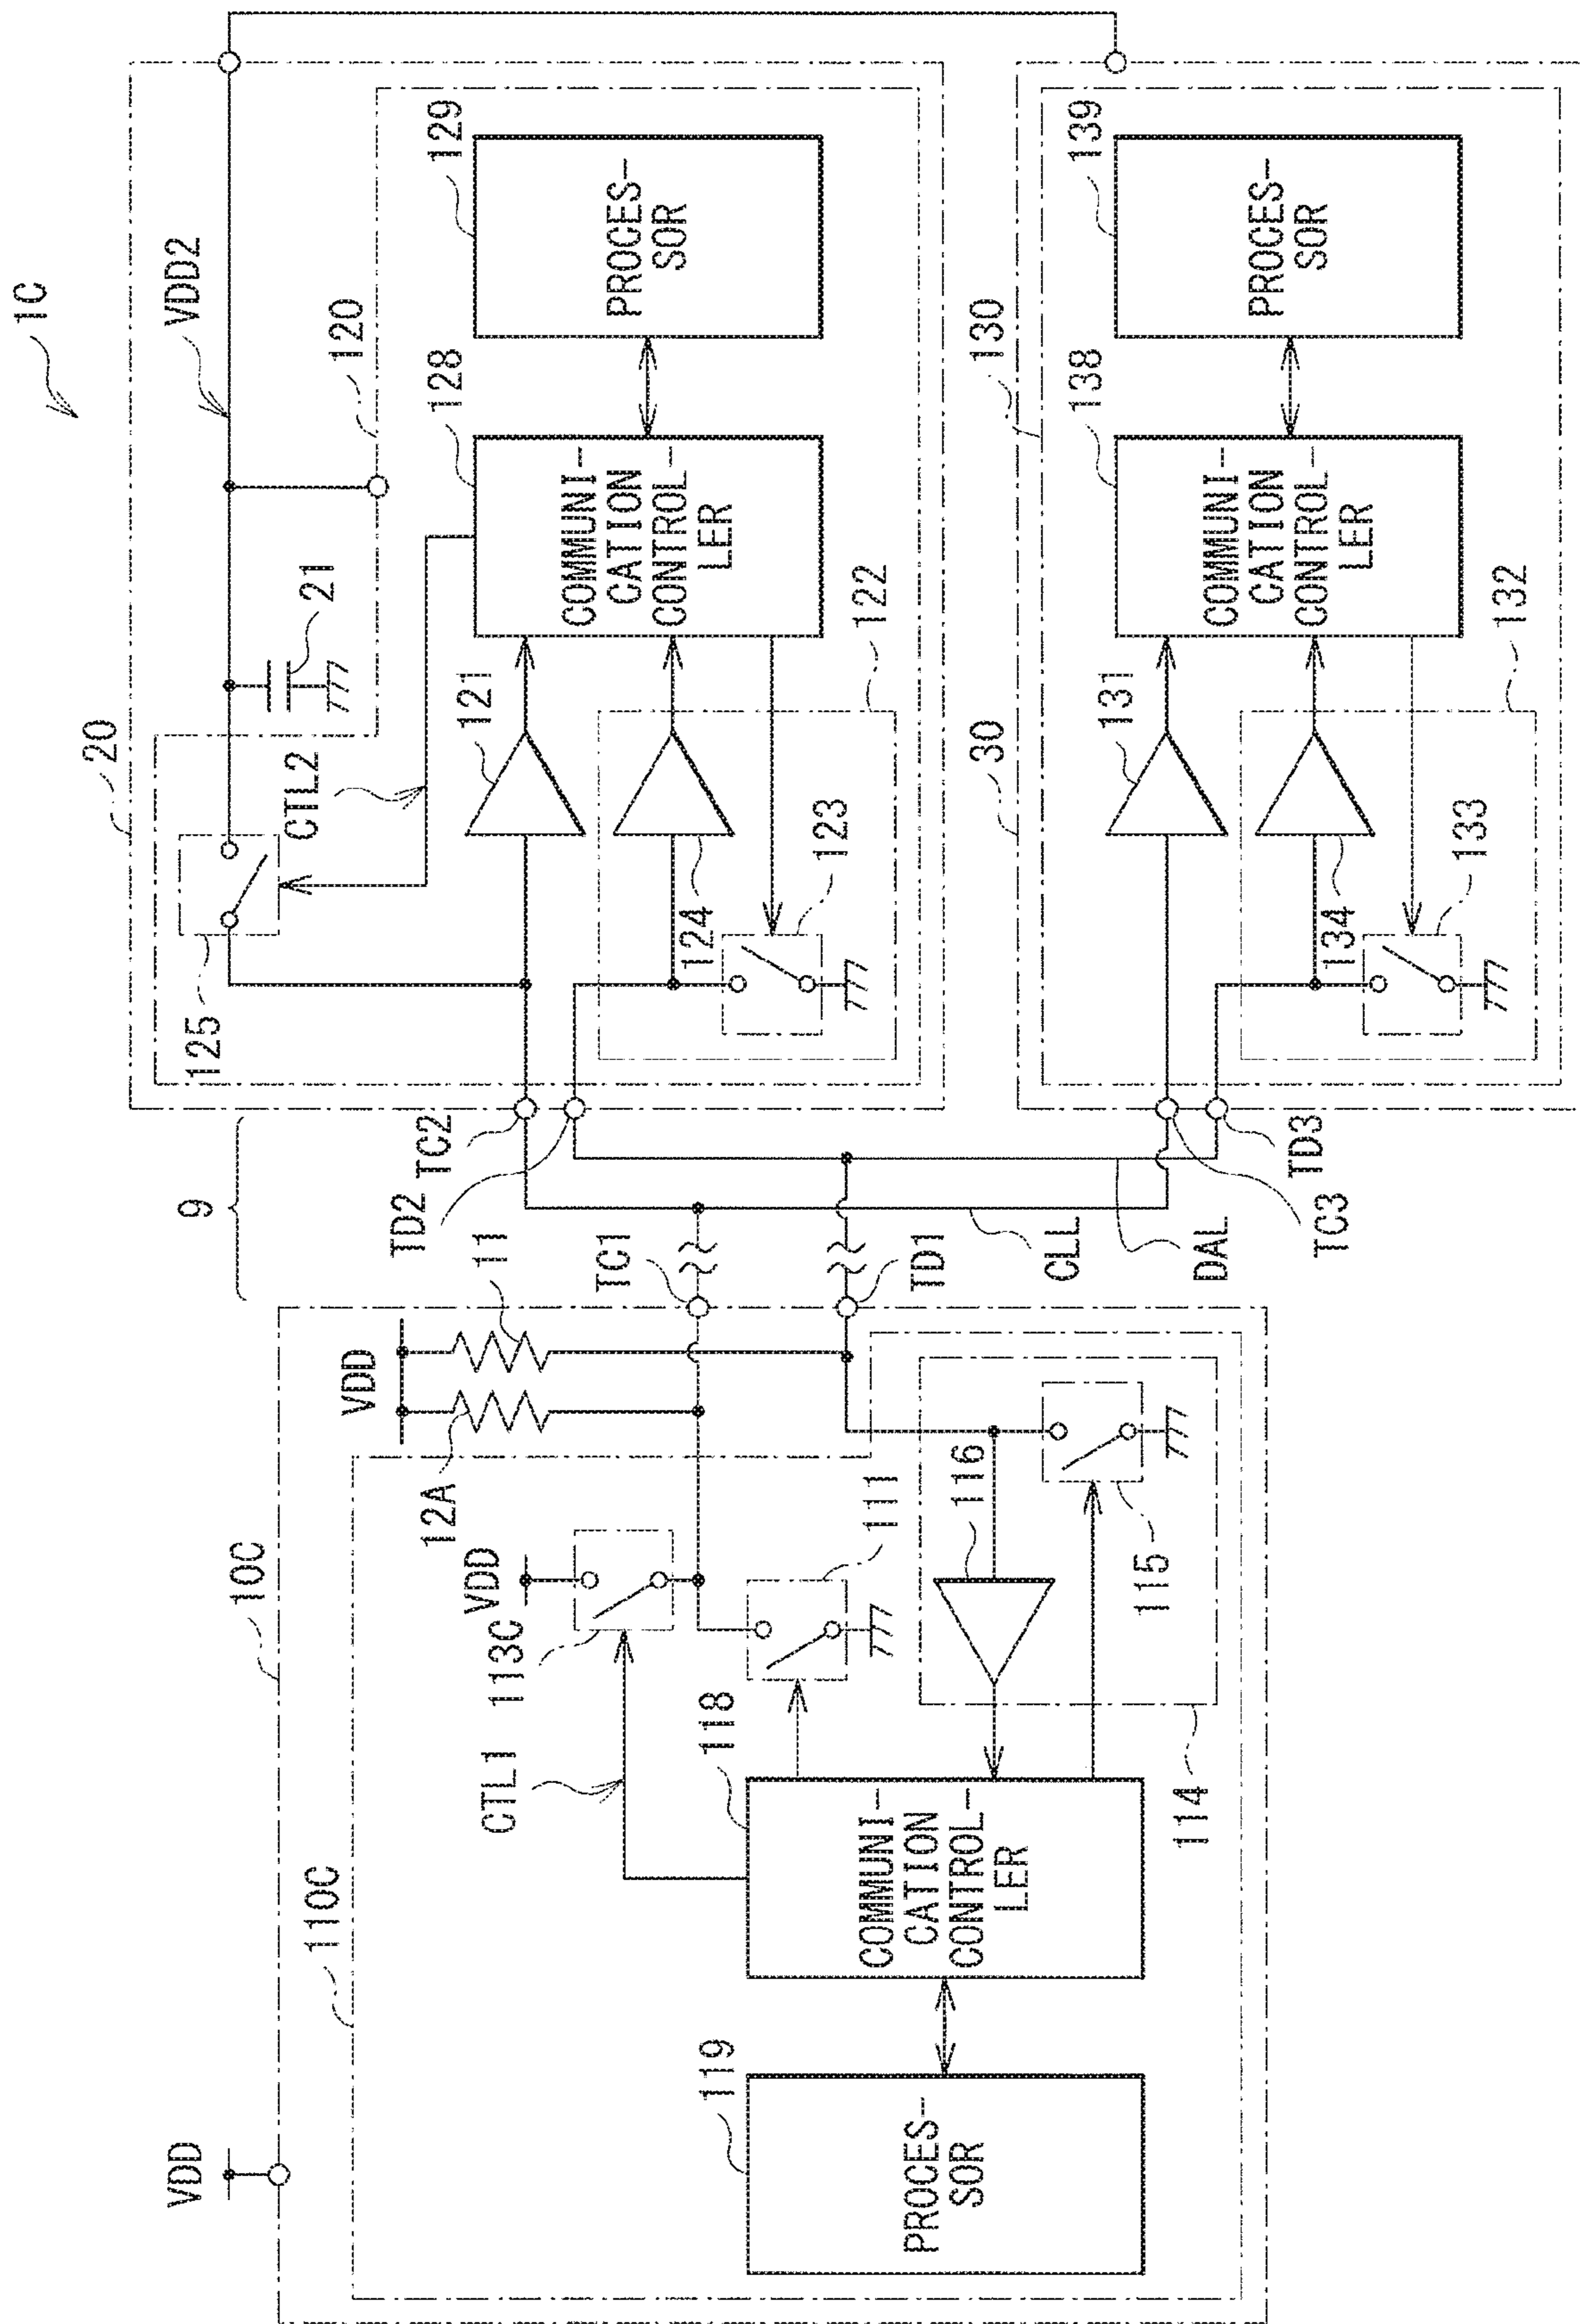 1C
VDD
10C
110C
119
PROCES-
SOR
118
COMMUNI-
CATION
CONTROL-
LER
CTL1
113C
VDD
12A
VDD
11
111
116
115
114
TC1
TD1
9
TC2
TD2
CLL
DAL
TC3
TD3
20
125
CTL2
21
VDD2
120
121
124
123
122
128
COMMUNI-
CATION
CONTROL-
LER
129
PROCES-
SOR
30
130
131
134
133
132
138
COMMUNI-
CATION
CONTROL-
LER
139
PROCES-
SOR